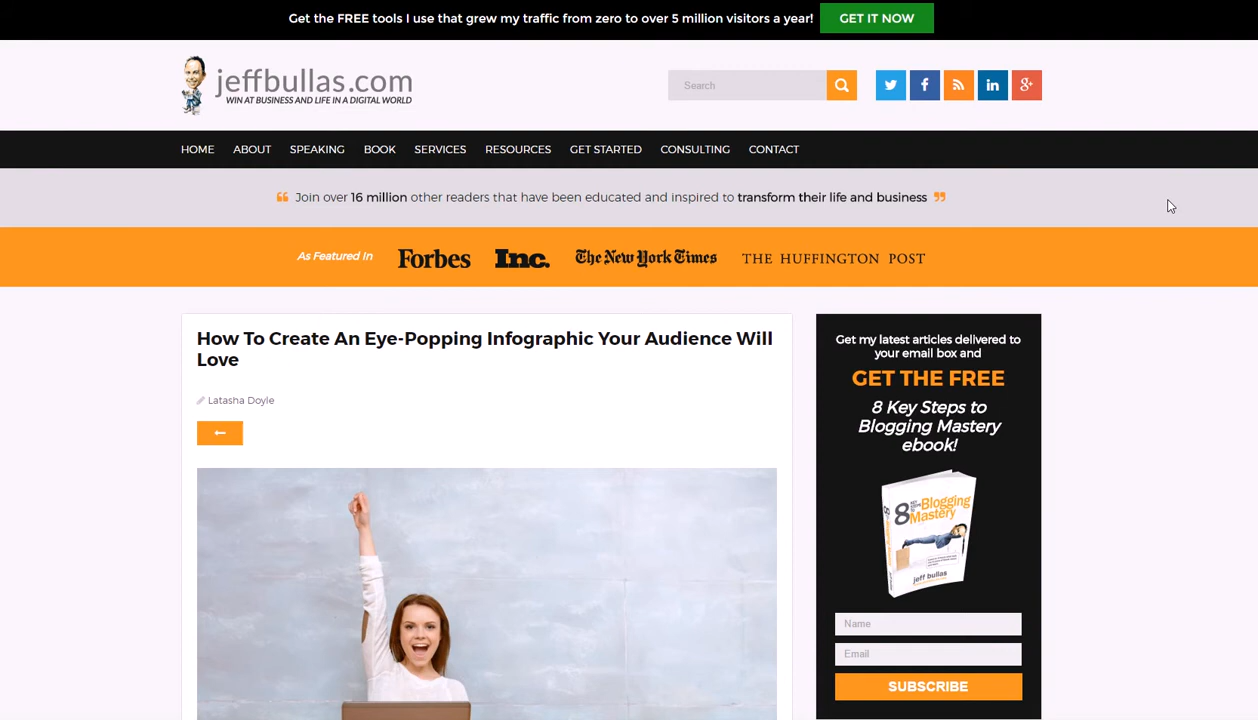 Get the FREE tools I use that grew my traffic from zero to over 5 million visitors a year! GET IT NOW
jeffbullas.com
WIN AT BUSINESS AND LIFE IN A DIGITAL WORLD
Search
HOME ABOUT SPEAKING BOOK SERVICES RESOURCES GET STARTED CONSULTING CONTACT
“ Join over 16 million other readers that have been educated and inspired to transform their life and business ”
As Featured In Forbes Inc. The New York Times THE HUFFINGTON POST
How To Create An Eye-Popping Infographic Your Audience Will
Love
Latasha Doyle
Get my latest articles delivered to
your email box and
GET THE FREE
8 Key Steps to
Blogging Mastery
ebook!
8 KEY STEPS TO Blogging
Mastery
jeff bullas
Name
Email
SUBSCRIBE